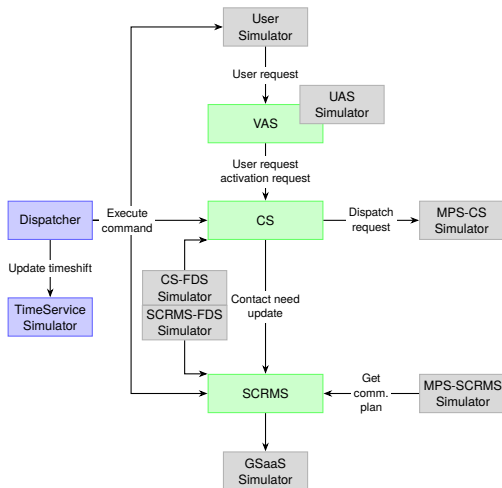 User
Simulator
User request
UAS
Simulator
VAS
User request
activation request
Dispatcher
Execute
command
CS
Dispatch
request
MPS-CS
Simulator
Update timeshift
TimeService
Simulator
CS-FDS
Simulator
SCRMS-FDS
Simulator
Contact need
update
SCRMS
Get
comm.
plan
MPS-SCRMS
Simulator
GSaaS
Simulator